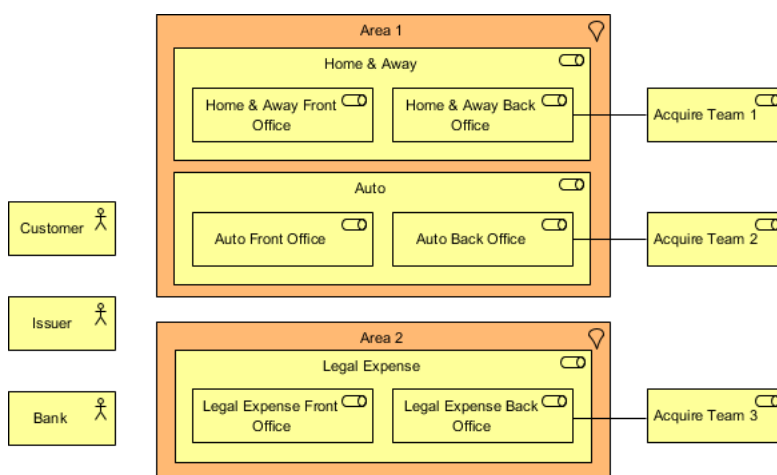 Area 1
Home & Away
Home & Away Front
Office
Home & Away Back
Office
Acquire Team 1
Auto
Customer
Auto Front Office
Auto Back Office
Acquire Team 2
Issuer
Area 2
Legal Expense
Bank
Legal Expense Front
Office
Legal Expense Back
Office
Acquire Team 3